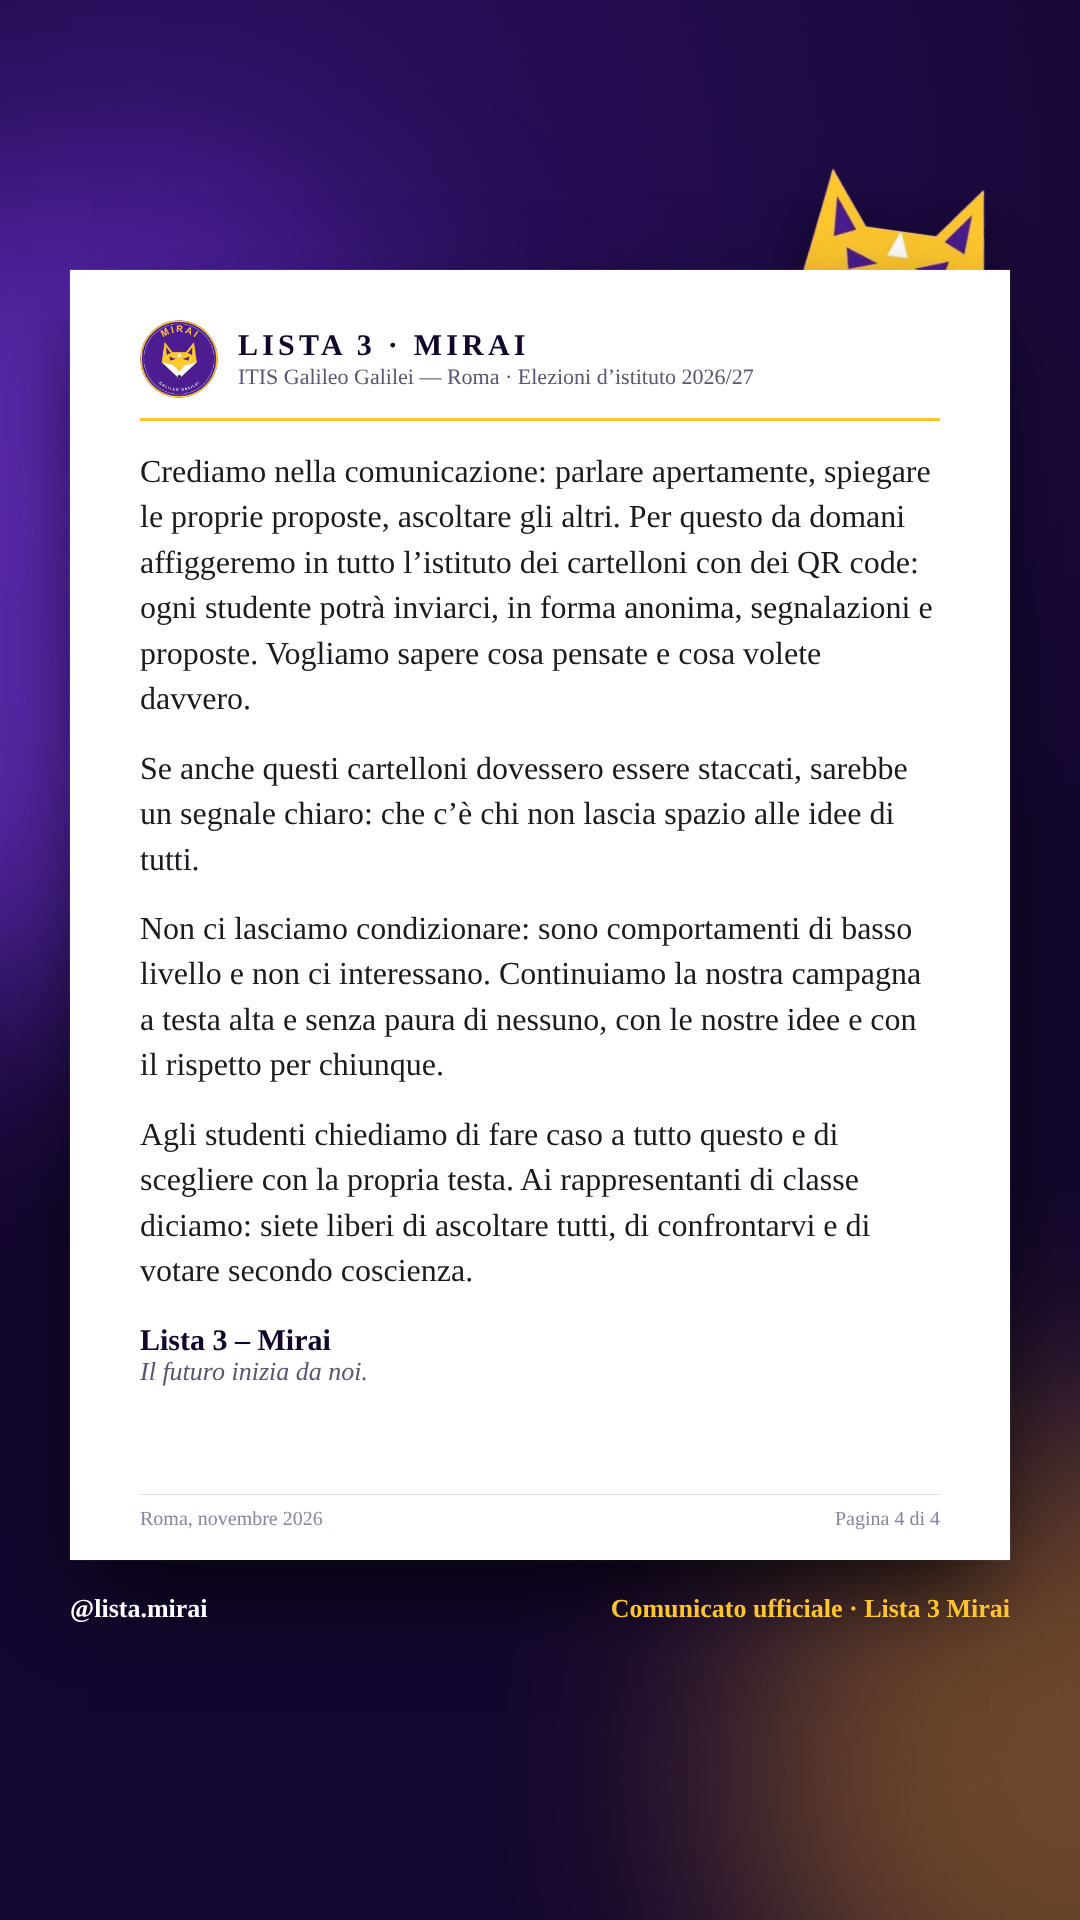 MIRAI
GALILEO GALILEI
LISTA 3 · MIRAI
ITIS Galileo Galilei — Roma · Elezioni d’istituto 2026/27
Crediamo nella comunicazione: parlare apertamente, spiegare
le proprie proposte, ascoltare gli altri. Per questo da domani
affiggeremo in tutto l’istituto dei cartelloni con dei QR code:
ogni studente potrà inviarci, in forma anonima, segnalazioni e
proposte. Vogliamo sapere cosa pensate e cosa volete
davvero.
Se anche questi cartelloni dovessero essere staccati, sarebbe
un segnale chiaro: che c’è chi non lascia spazio alle idee di
tutti.
Non ci lasciamo condizionare: sono comportamenti di basso
livello e non ci interessano. Continuiamo la nostra campagna
a testa alta e senza paura di nessuno, con le nostre idee e con
il rispetto per chiunque.
Agli studenti chiediamo di fare caso a tutto questo e di
scegliere con la propria testa. Ai rappresentanti di classe
diciamo: siete liberi di ascoltare tutti, di confrontarvi e di
votare secondo coscienza.
Lista 3 – Mirai
Il futuro inizia da noi.
Roma, novembre 2026
Pagina 4 di 4
@lista.mirai
Comunicato ufficiale · Lista 3 Mirai